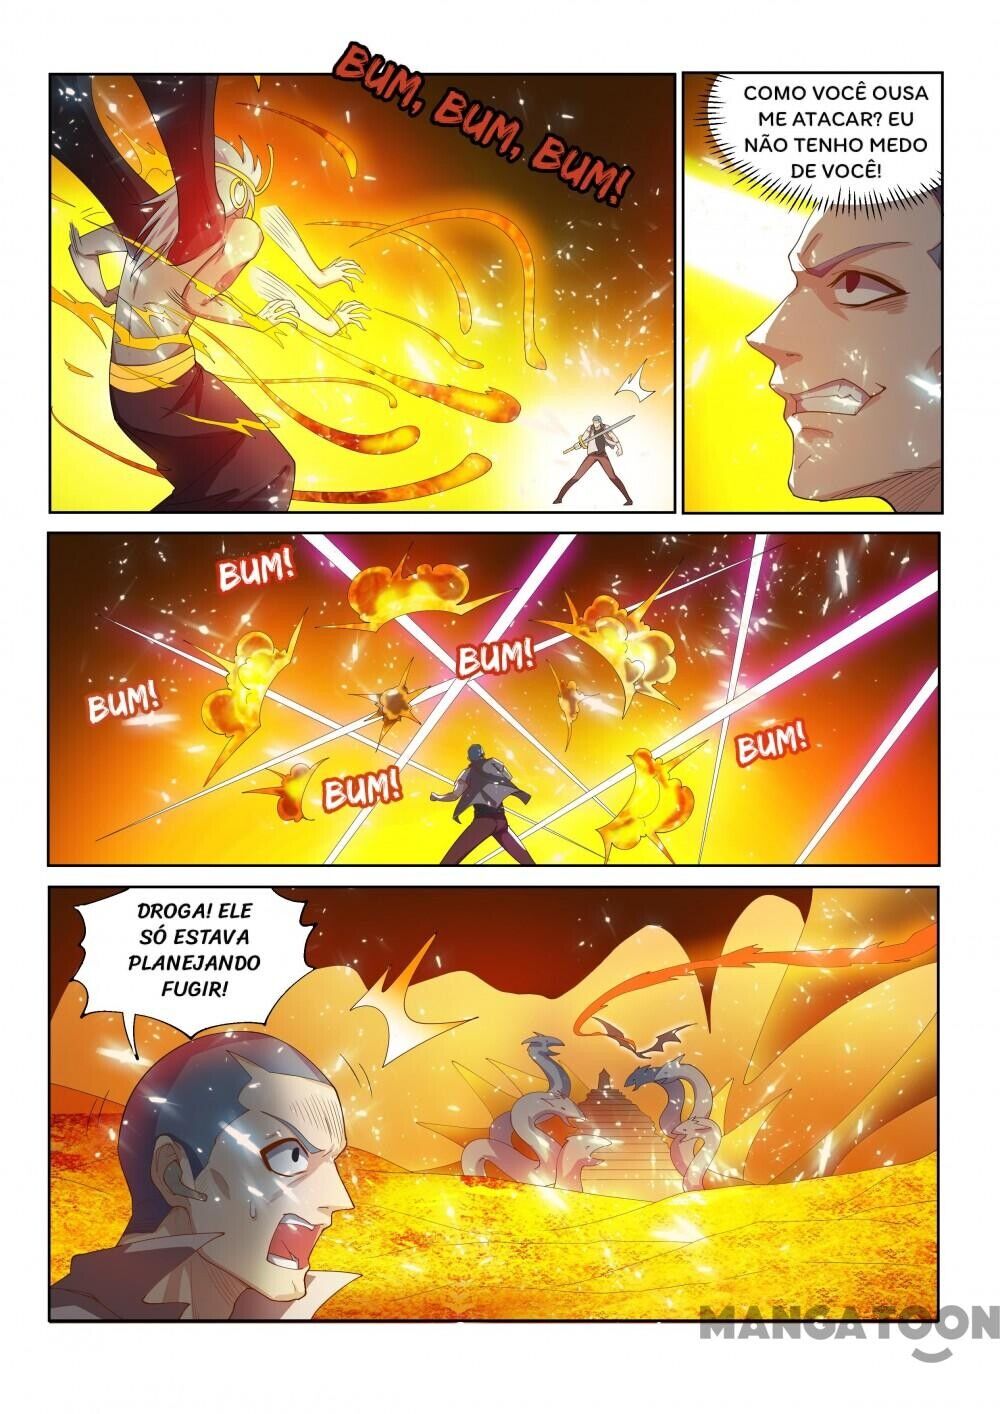 BUM, BUM, BUM!
COMO VOCÊ OUSA
ME ATACAR? EU
NÃO TENHO MEDO
DE VOCÊ!
BUM!
BUM!
BUM!
BUM!
BUM!
DROGA! ELE
SÓ ESTAVA
PLANEJANDO
FUGIR!
MANGATOON